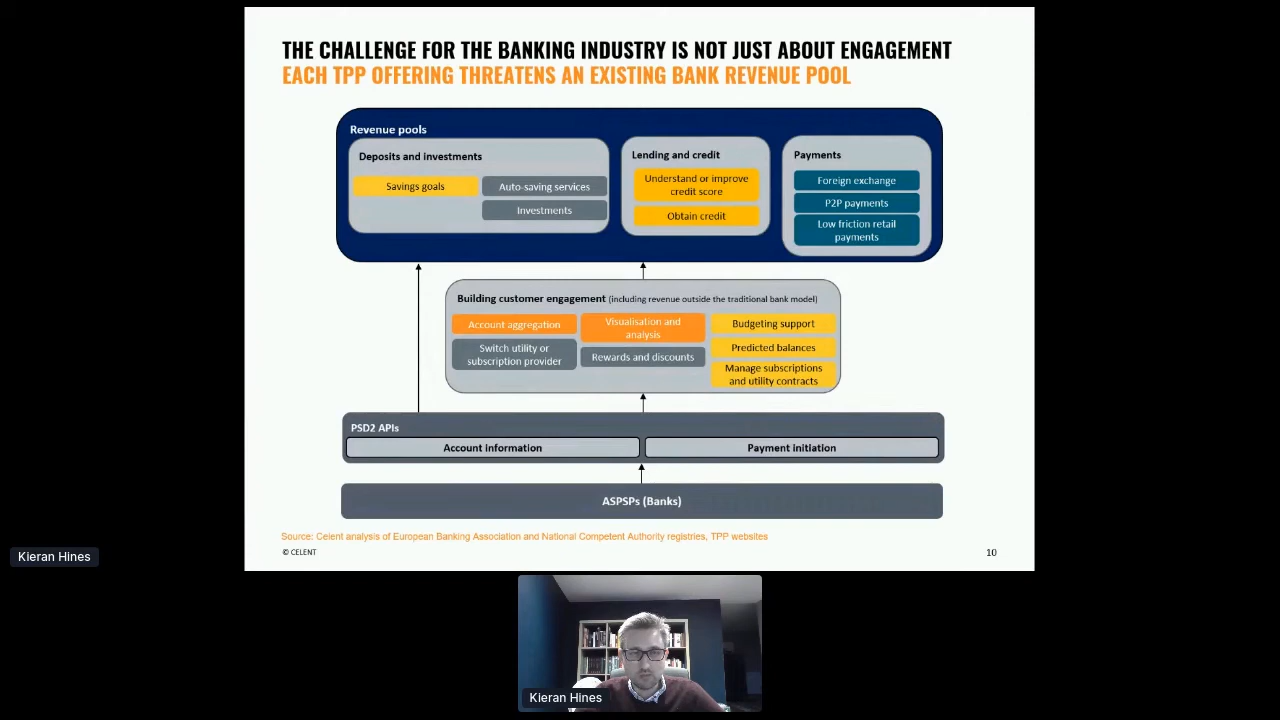 THE CHALLENGE FOR THE BANKING INDUSTRY IS NOT JUST ABOUT ENGAGEMENT
EACH TPP OFFERING THREATENS AN EXISTING BANK REVENUE POOL
Revenue pools
Deposits and investments
Savings goals
Auto-saving services
Investments
Lending and credit
Understand or improve
credit score
Obtain credit
Payments
Foreign exchange
P2P payments
Low friction retail
payments
Building customer engagement (including revenue outside the traditional bank model)
Account aggregation
Switch utility or
subscription provider
Visualisation and
analysis
Rewards and discounts
Budgeting support
Predicted balances
Manage subscriptions
and utility contracts
PSD2 APIs
Account information
Payment initiation
ASPSPs (Banks)
Source: Celent analysis of European Banking Association and National Competent Authority registries, TPP websites
© CELENT
10
Kieran Hines
Kieran Hines